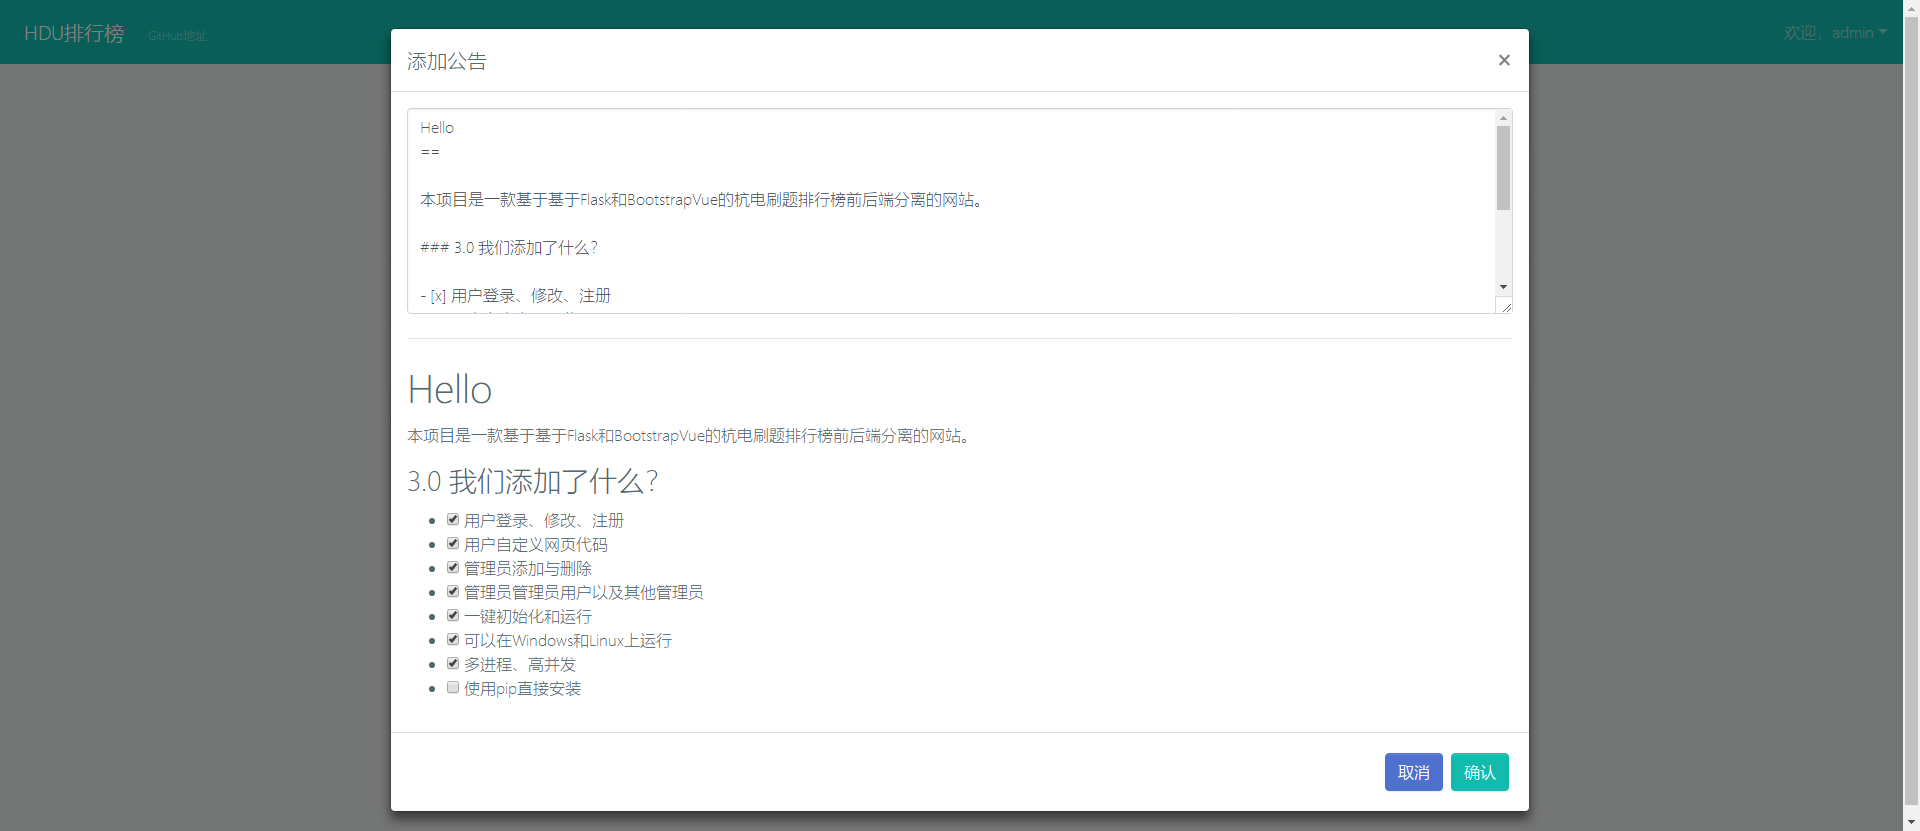 HDU排行榜 GitHub地址 欢迎，admin
添加公告 ×
Hello
==
本项目是一款基于基于Flask和BootstrapVue的杭电刷题排行榜前后端分离的网站。
### 3.0 我们添加了什么？
- [x] 用户登录、修改、注册
Hello
本项目是一款基于基于Flask和BootstrapVue的杭电刷题排行榜前后端分离的网站。
3.0 我们添加了什么？
用户登录、修改、注册
用户自定义网页代码
管理员添加与删除
管理员管理员用户以及其他管理员
一键初始化和运行
可以在Windows和Linux上运行
多进程、高并发
使用pip直接安装
取消 确认